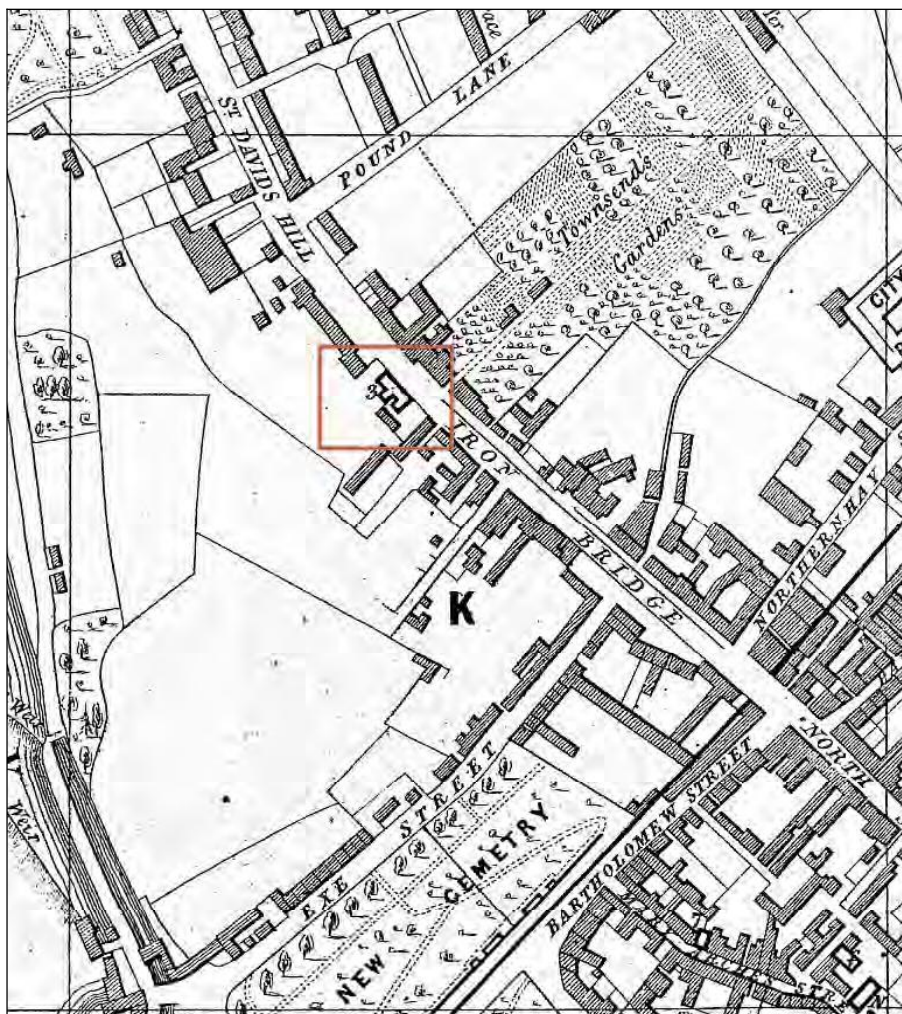 ace
POUND LANE
ST. DAVIDS HILL
Townsends
Gardens
CITY
IRON BRIDGE
NORTHERNHAY
K
NORTH
EXE STREET
BARTHOLOMEW STREET
NEW CEMETRY
Weir